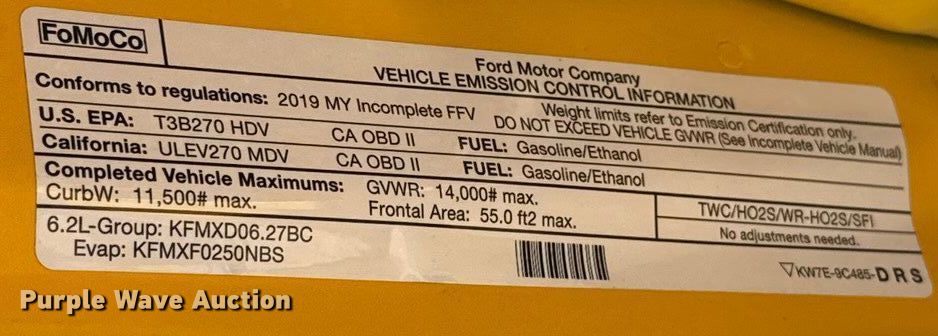 FoMoCo
Ford Motor Company
VEHICLE EMISSION CONTROL INFORMATION
Conforms to regulations: 2019 MY Incomplete FFV
Weight limits refer to Emission Certification only.
DO NOT EXCEED VEHICLE GVWR (See Incomplete Vehicle Manual)
U.S. EPA: T3B270 HDV CA OBD II FUEL: Gasoline/Ethanol
California: ULEV270 MDV CA OBD II FUEL: Gasoline/Ethanol
Completed Vehicle Maximums: GVWR: 14,000# max.
CurbW: 11,500# max. Frontal Area: 55.0 ft2 max.
TWC/HO2S/WR-HO2S/SFI
No adjustments needed.
6.2L-Group: KFMXD06.27BC
Evap: KFMXF0250NBS
▽KW7E-9C485-DRS
Purple Wave Auction